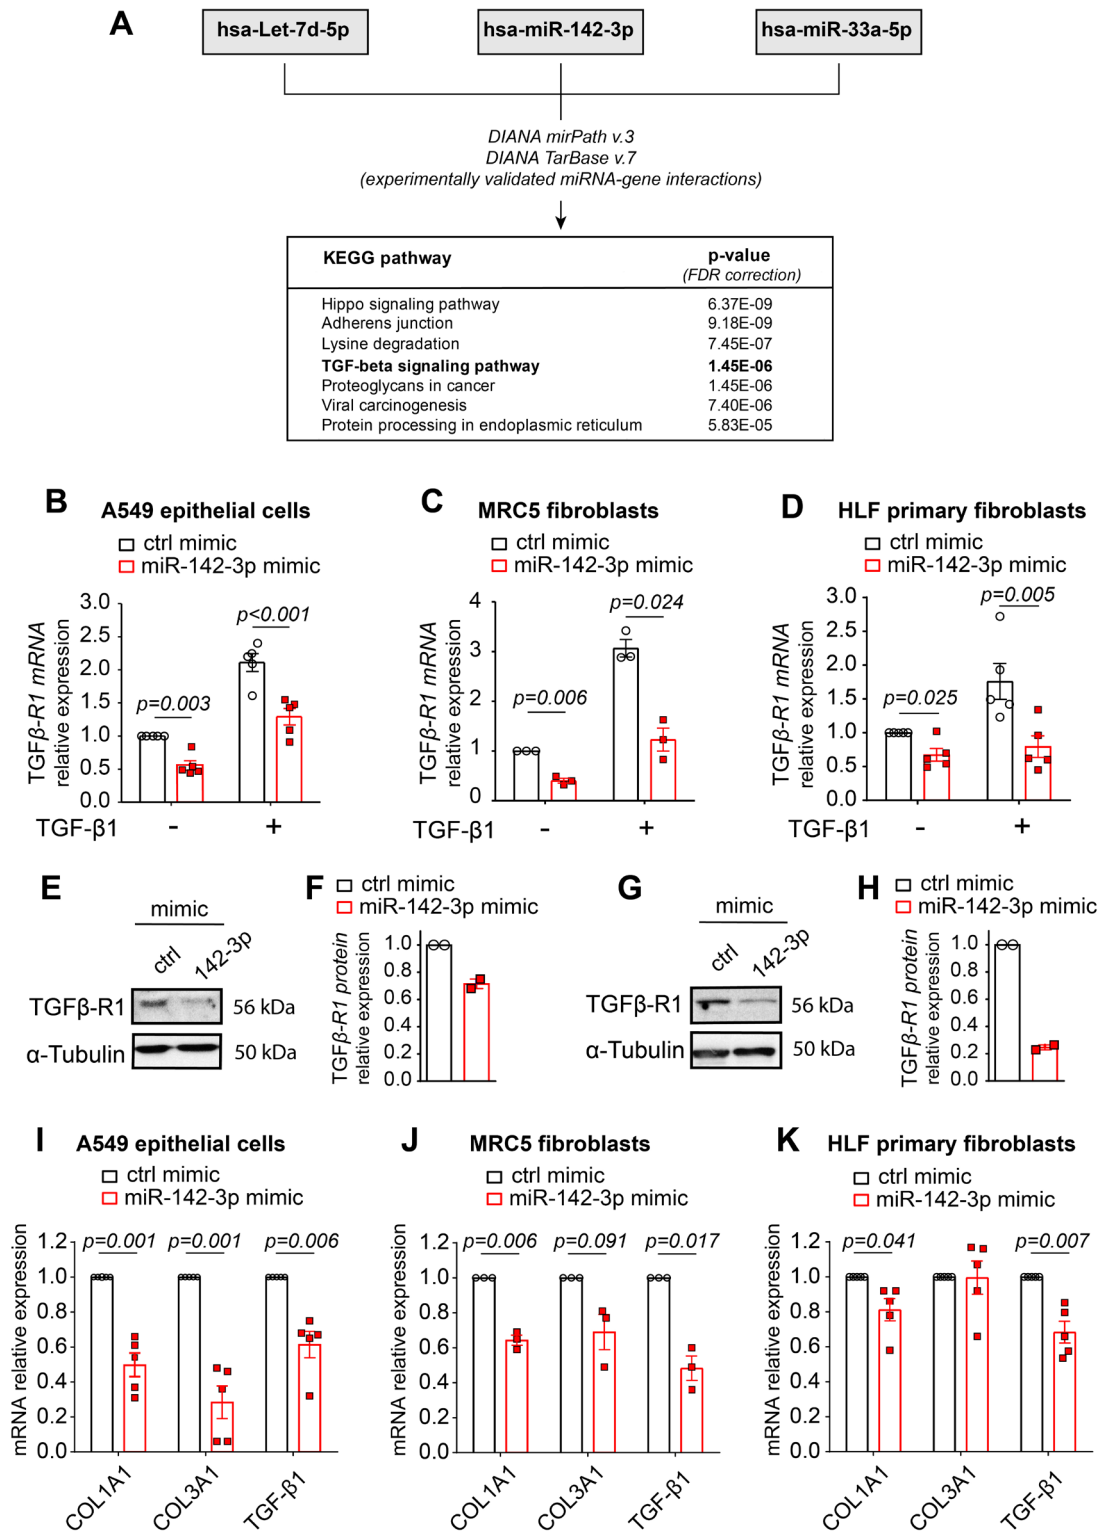 A
hsa-Let-7d-5p
hsa-miR-142-3p
hsa-miR-33a-5p
DIANA mirPath v.3
DIANA TarBase v.7
(experimentally validated miRNA-gene interactions)
KEGG pathway p-value
(FDR correction)
Hippo signaling pathway 6.37E-09
Adherens junction 9.18E-09
Lysine degradation 7.45E-07
TGF-beta signaling pathway 1.45E-06
Proteoglycans in cancer 1.45E-06
Viral carcinogenesis 7.40E-06
Protein processing in endoplasmic reticulum 5.83E-05
B A549 epithelial cells
ctrl mimic
miR-142-3p mimic
TGFβ-R1 mRNA
relative expression
3.0
2.5
2.0
1.5
1.0
0.5
0.0
p=0.003
p<0.001
TGF-β1 - +
C MRC5 fibroblasts
ctrl mimic
miR-142-3p mimic
TGFβ-R1 mRNA
relative expression
4
3
2
1
0
p=0.006
p=0.024
TGF-β1 - +
D HLF primary fibroblasts
ctrl mimic
miR-142-3p mimic
TGFβ-R1 mRNA
relative expression
3.0
2.5
2.0
1.5
1.0
0.5
0.0
p=0.025
p=0.005
TGF-β1 - +
E
mimic
ctrl
142-3p
TGFβ-R1 56 kDa
α-Tubulin 50 kDa
F
ctrl mimic
miR-142-3p mimic
TGFβ-R1 protein
relative expression
1.0
0.8
0.6
0.4
0.2
0.0
G
mimic
ctrl
142-3p
TGFβ-R1 56 kDa
α-Tubulin 50 kDa
H
ctrl mimic
miR-142-3p mimic
TGFβ-R1 protein
relative expression
1.0
0.8
0.6
0.4
0.2
0.0
I A549 epithelial cells
ctrl mimic
miR-142-3p mimic
mRNA relative expression
1.2
1.0
0.8
0.6
0.4
0.2
0.0
p=0.001
p=0.001
p=0.006
COL1A1
COL3A1
TGF-β1
J MRC5 fibroblasts
ctrl mimic
miR-142-3p mimic
mRNA relative expression
1.2
1.0
0.8
0.6
0.4
0.2
0.0
p=0.006
p=0.091
p=0.017
COL1A1
COL3A1
TGF-β1
K HLF primary fibroblasts
ctrl mimic
miR-142-3p mimic
mRNA relative expression
1.2
1.0
0.8
0.6
0.4
0.2
0.0
p=0.041
p=0.007
COL1A1
COL3A1
TGF-β1